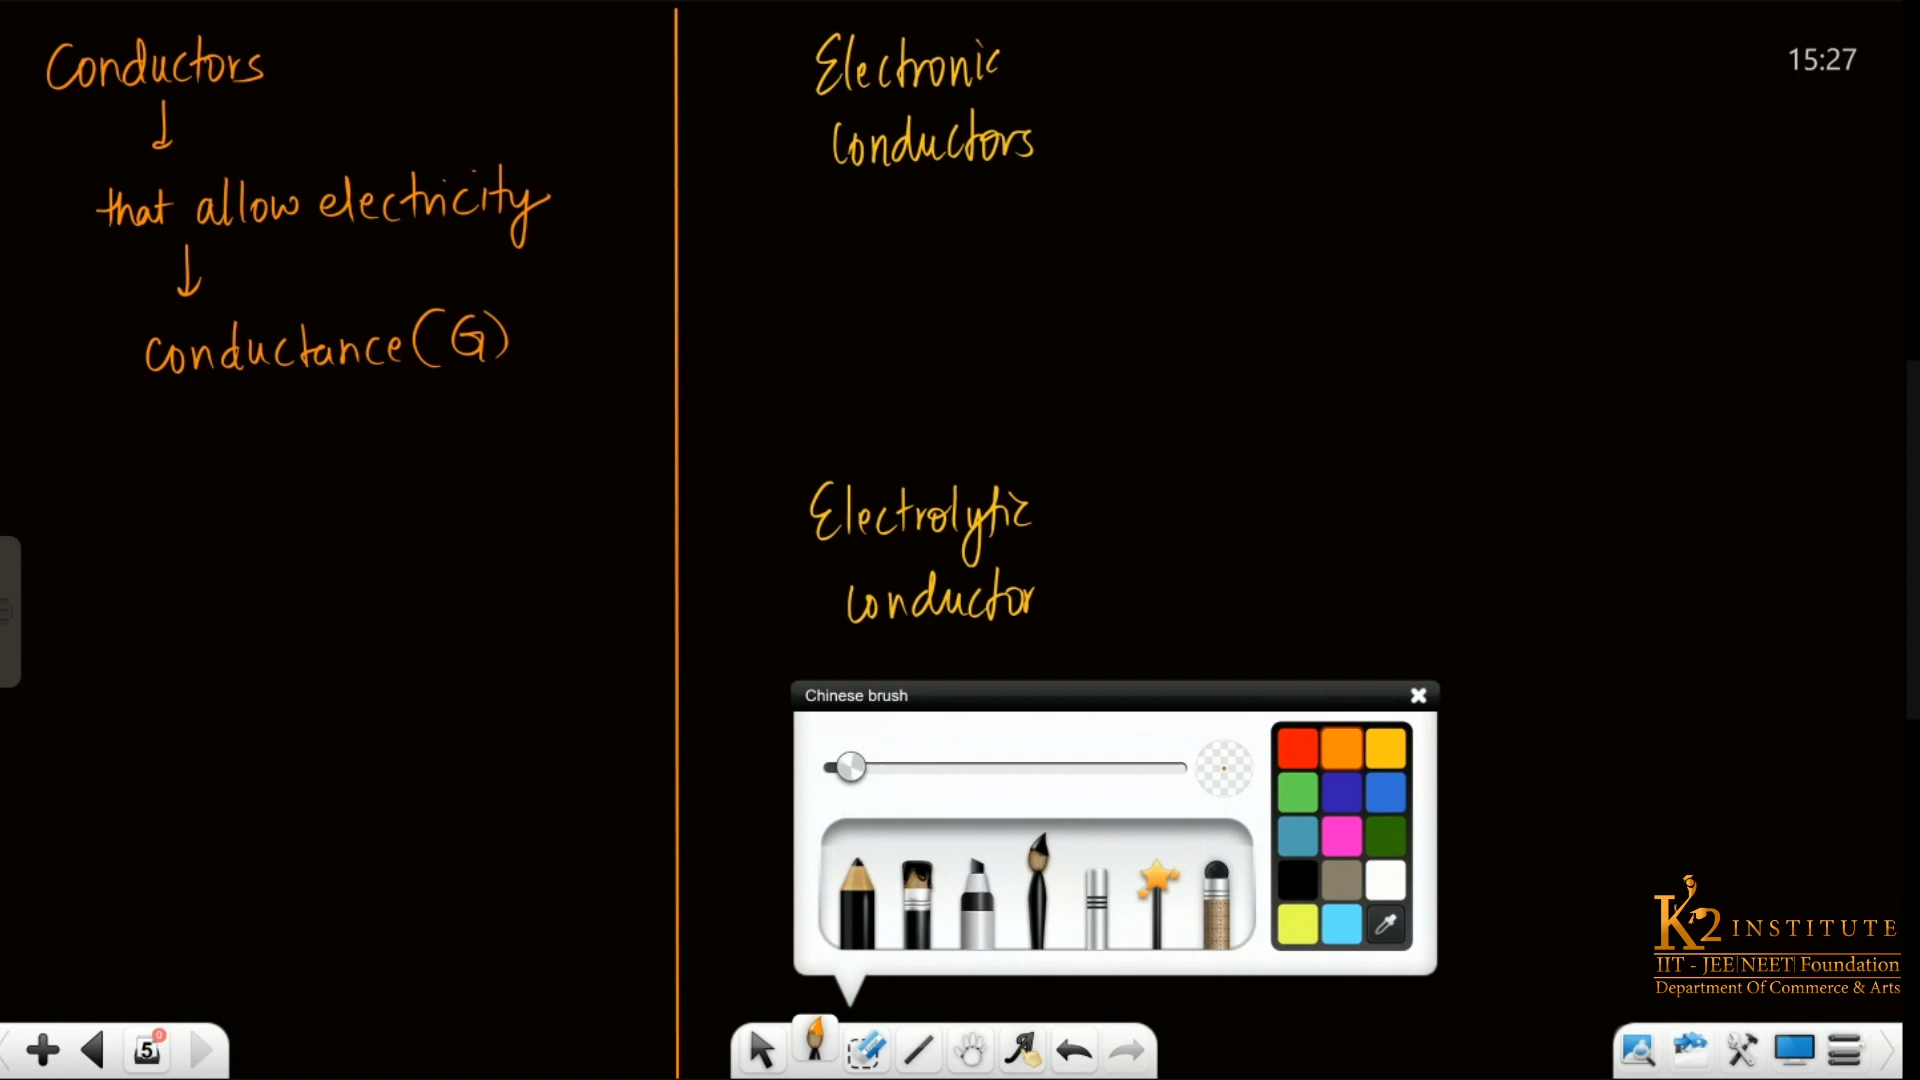 Conductors
↓
that allow electricity
↓
conductance (G)
Electronic
conductors
Electrolytic
conductor
15:27
Chinese brush
5
0
K2 INSTITUTE
IIT - JEE|NEET| Foundation
Department Of Commerce & Arts